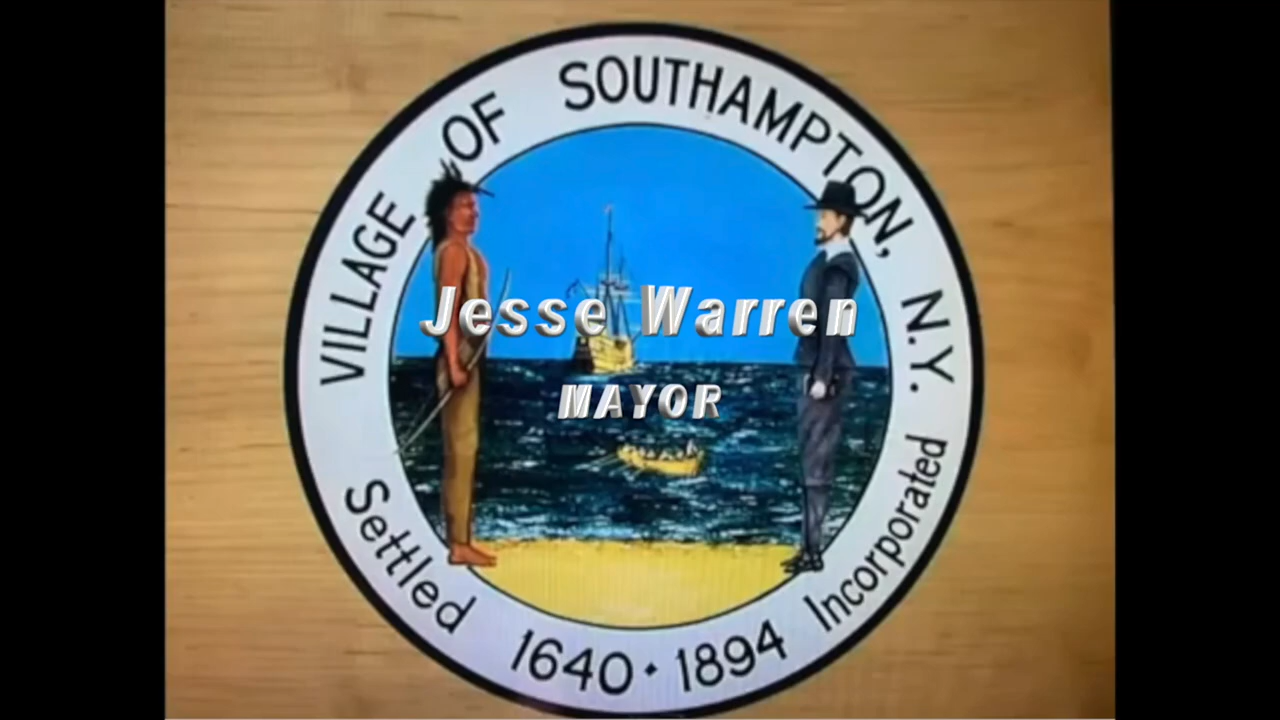 VILLAGE OF SOUTHAMPTON, N.Y.
Jesse Warren
MAYOR
Settled 1640 · 1894 Incorporated